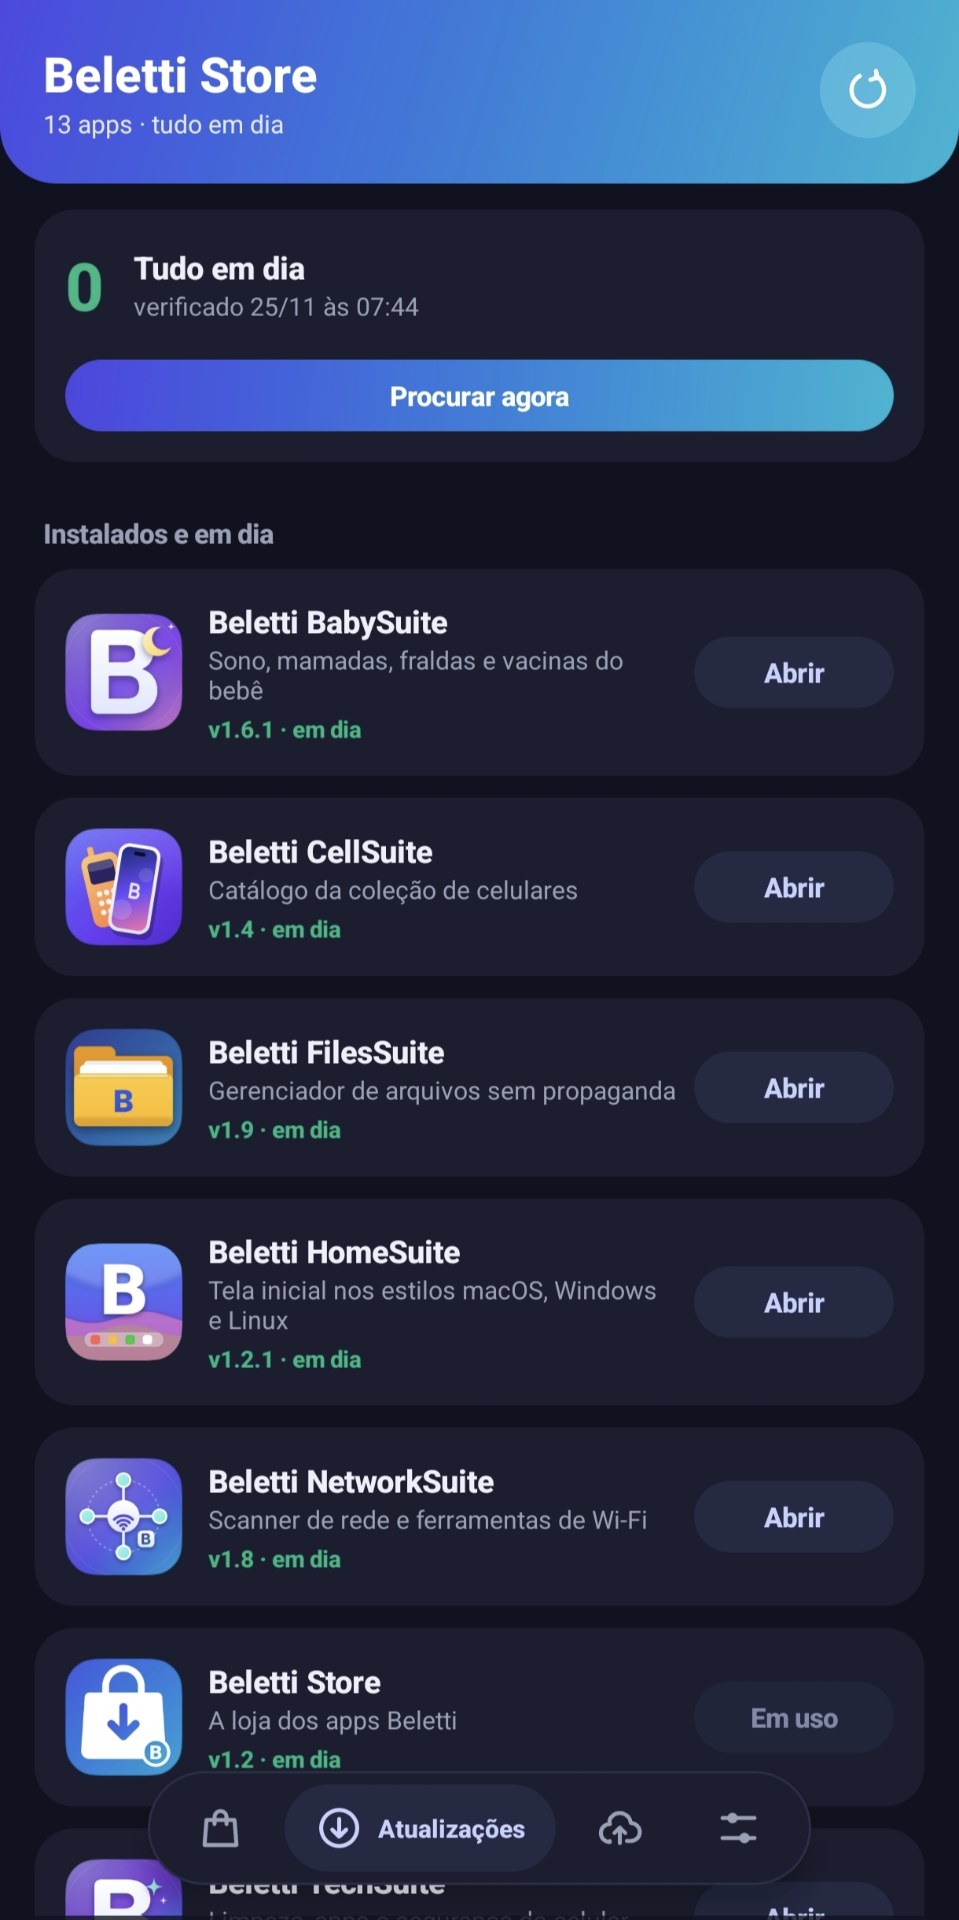 Beletti Store
13 apps · tudo em dia
0
Tudo em dia
verificado 25/11 às 07:44
Procurar agora
Instalados e em dia
B
Beletti BabySuite
Sono, mamadas, fraldas e vacinas do
bebê
v1.6.1 · em dia
Abrir
B
Beletti CellSuite
Catálogo da coleção de celulares
v1.4 · em dia
Abrir
B
Beletti FilesSuite
Gerenciador de arquivos sem propaganda
v1.9 · em dia
Abrir
B
Beletti HomeSuite
Tela inicial nos estilos macOS, Windows
e Linux
v1.2.1 · em dia
Abrir
B
Beletti NetworkSuite
Scanner de rede e ferramentas de Wi-Fi
v1.8 · em dia
Abrir
B
Beletti Store
A loja dos apps Beletti
v1.2 · em dia
Em uso
Atualizações
B
Beletti TechSuite
Abrir